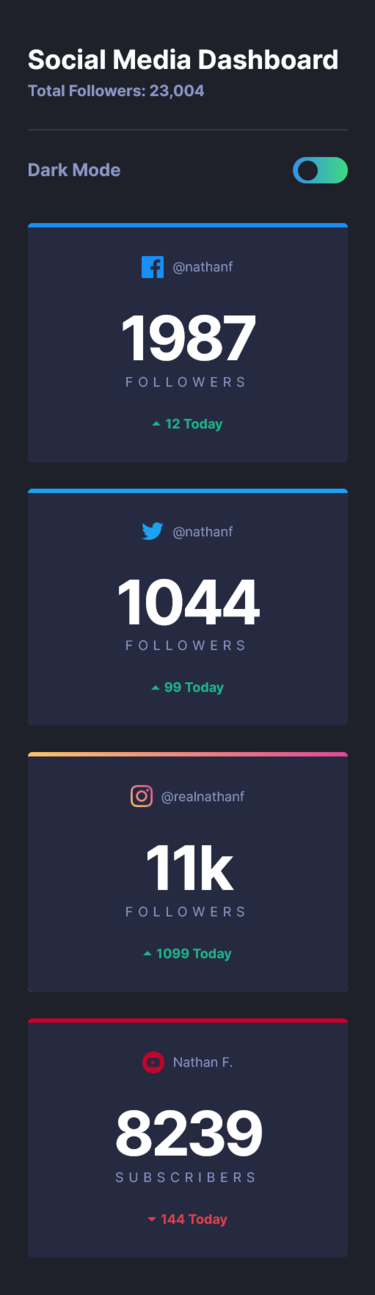 Social Media Dashboard
Total Followers: 23,004
Dark Mode
@nathanf
1987
FOLLOWERS
12 Today
@nathanf
1044
FOLLOWERS
99 Today
@realnathanf
11k
FOLLOWERS
1099 Today
Nathan F.
8239
SUBSCRIBERS
144 Today